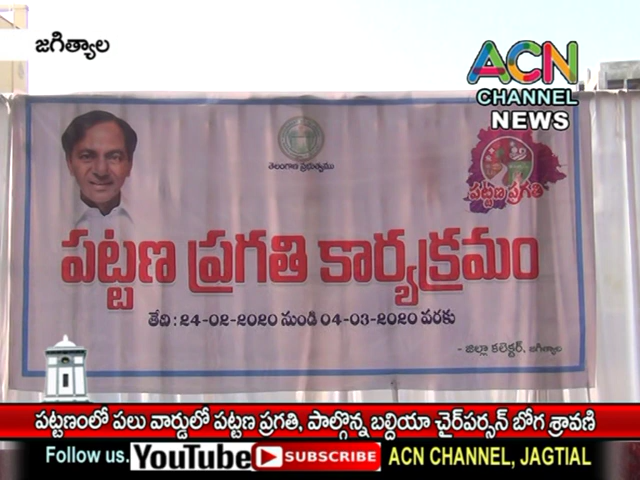 జగిత్యాల
ACN
CHANNEL
NEWS
తెలంగాణ ప్రభుత్వము
పట్టణ ప్రగతి
పట్టణ ప్రగతి కార్యక్రమం
తేది : 24-02-2020 నుండి 04-03-2020 వరకు
- జిల్లా కలెక్టర్, జగిత్యాల
పట్టణంలో పలు వార్డులో పట్టణ ప్రగతి, పాల్గొన్న బల్దియా చైర్‌పర్సన్ బోగ శ్రావణి
Follow us. YouTube SUBSCRIBE ACN CHANNEL, JAGTIAL